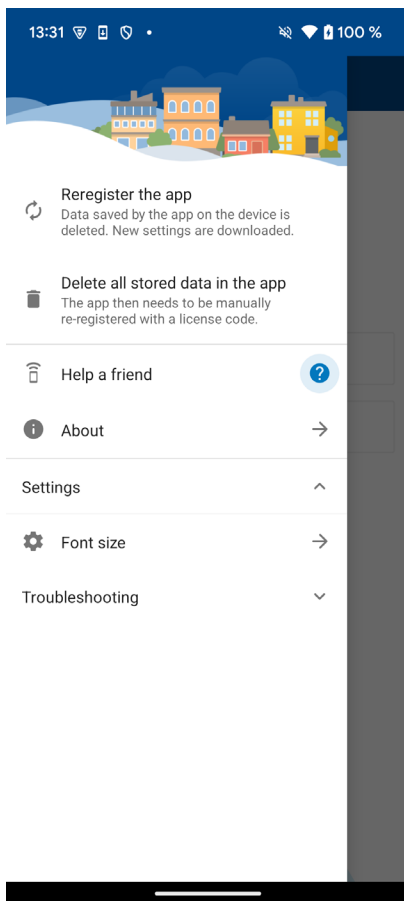 13:31 100 %
Reregister the app
Data saved by the app on the device is
deleted. New settings are downloaded.
Delete all stored data in the app
The app then needs to be manually
re-registered with a license code.
Help a friend
About
Settings
Font size
Troubleshooting